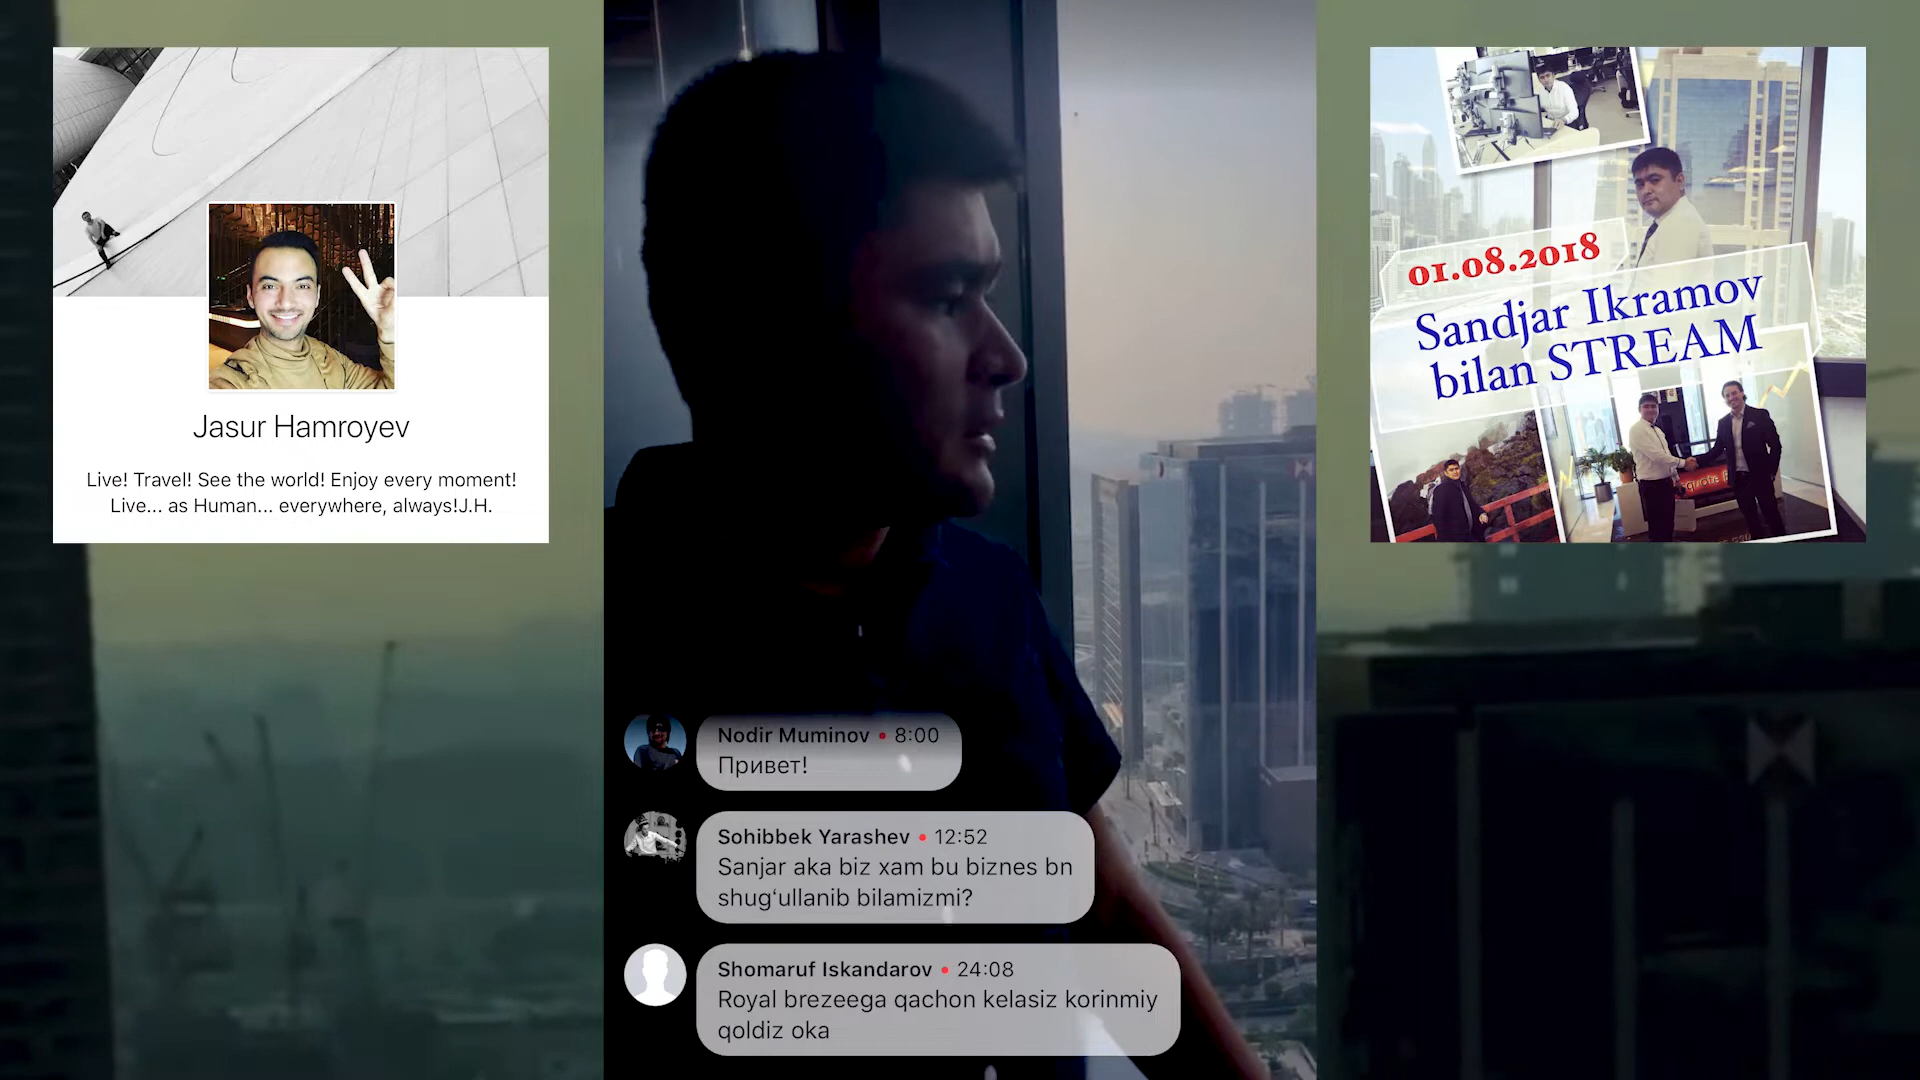 Jasur Hamroyev
Live! Travel! See the world! Enjoy every moment!
Live... as Human... everywhere, always!J.H.
Nodir Muminov • 8:00
Привет!
Sohibbek Yarashev • 12:52
Sanjar aka biz xam bu biznes bn
shug‘ullanib bilamizmi?
Shomaruf Iskandarov • 24:08
Royal brezeega qachon kelasiz korinmiy
qoldiz oka
01.08.2018
Sandjar Ikramov
bilan STREAM